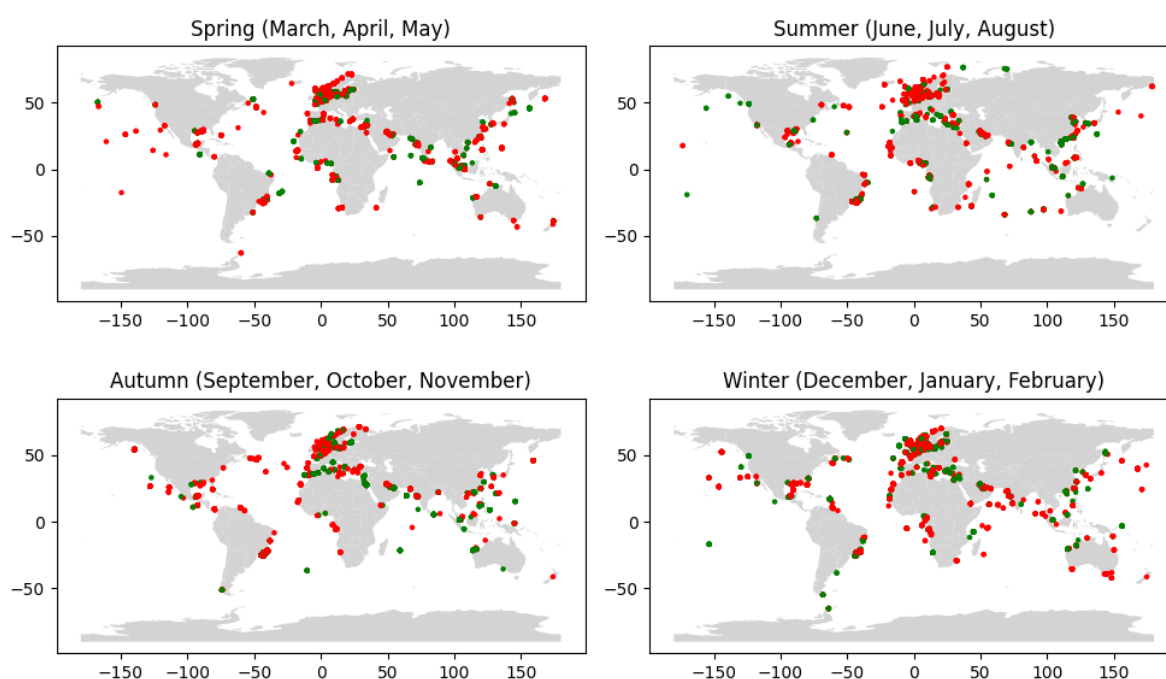 Spring (March, April, May)
Summer (June, July, August)
50
0
−50
−150 −100 −50 0 50 100 150
50
0
−50
−150 −100 −50 0 50 100 150
Autumn (September, October, November)
Winter (December, January, February)
50
0
−50
−150 −100 −50 0 50 100 150
50
0
−50
−150 −100 −50 0 50 100 150